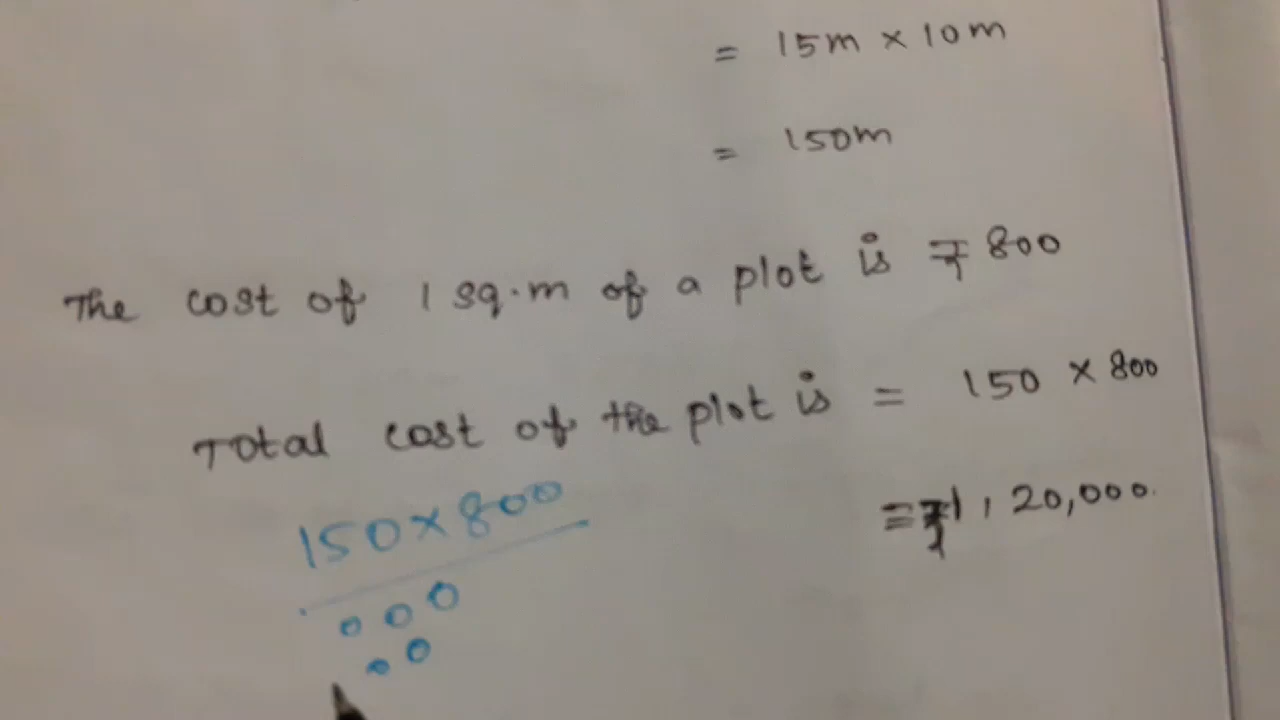 = 15m × 10m
= 150m
The cost of 1 sq.m of a plot is ₹ 800
Total cost of the plot is = 150 × 800
= ₹1,20,000.
150 × 800
000
00